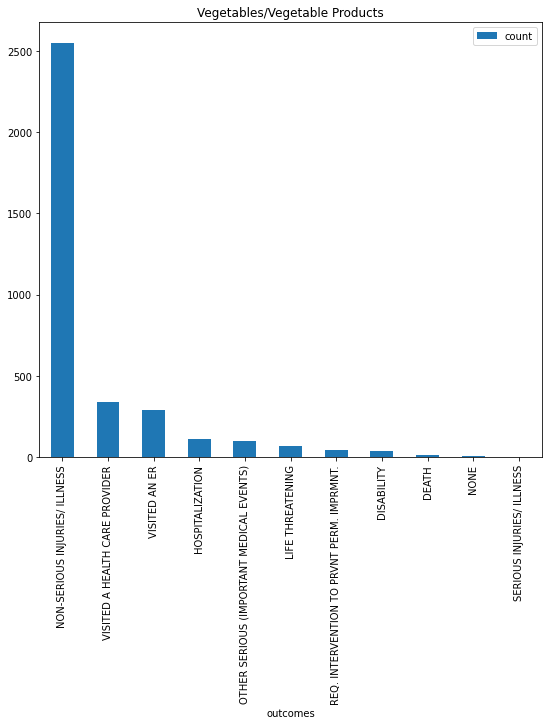 Vegetables/Vegetable Products
count
2500
2000
1500
1000
500
0
NON-SERIOUS INJURIES/ ILLNESS
VISITED A HEALTH CARE PROVIDER
VISITED AN ER
HOSPITALIZATION
OTHER SERIOUS (IMPORTANT MEDICAL EVENTS)
LIFE THREATENING
REQ. INTERVENTION TO PRVNT PERM. IMPRMNT.
DISABILITY
DEATH
NONE
SERIOUS INJURIES/ ILLNESS
outcomes